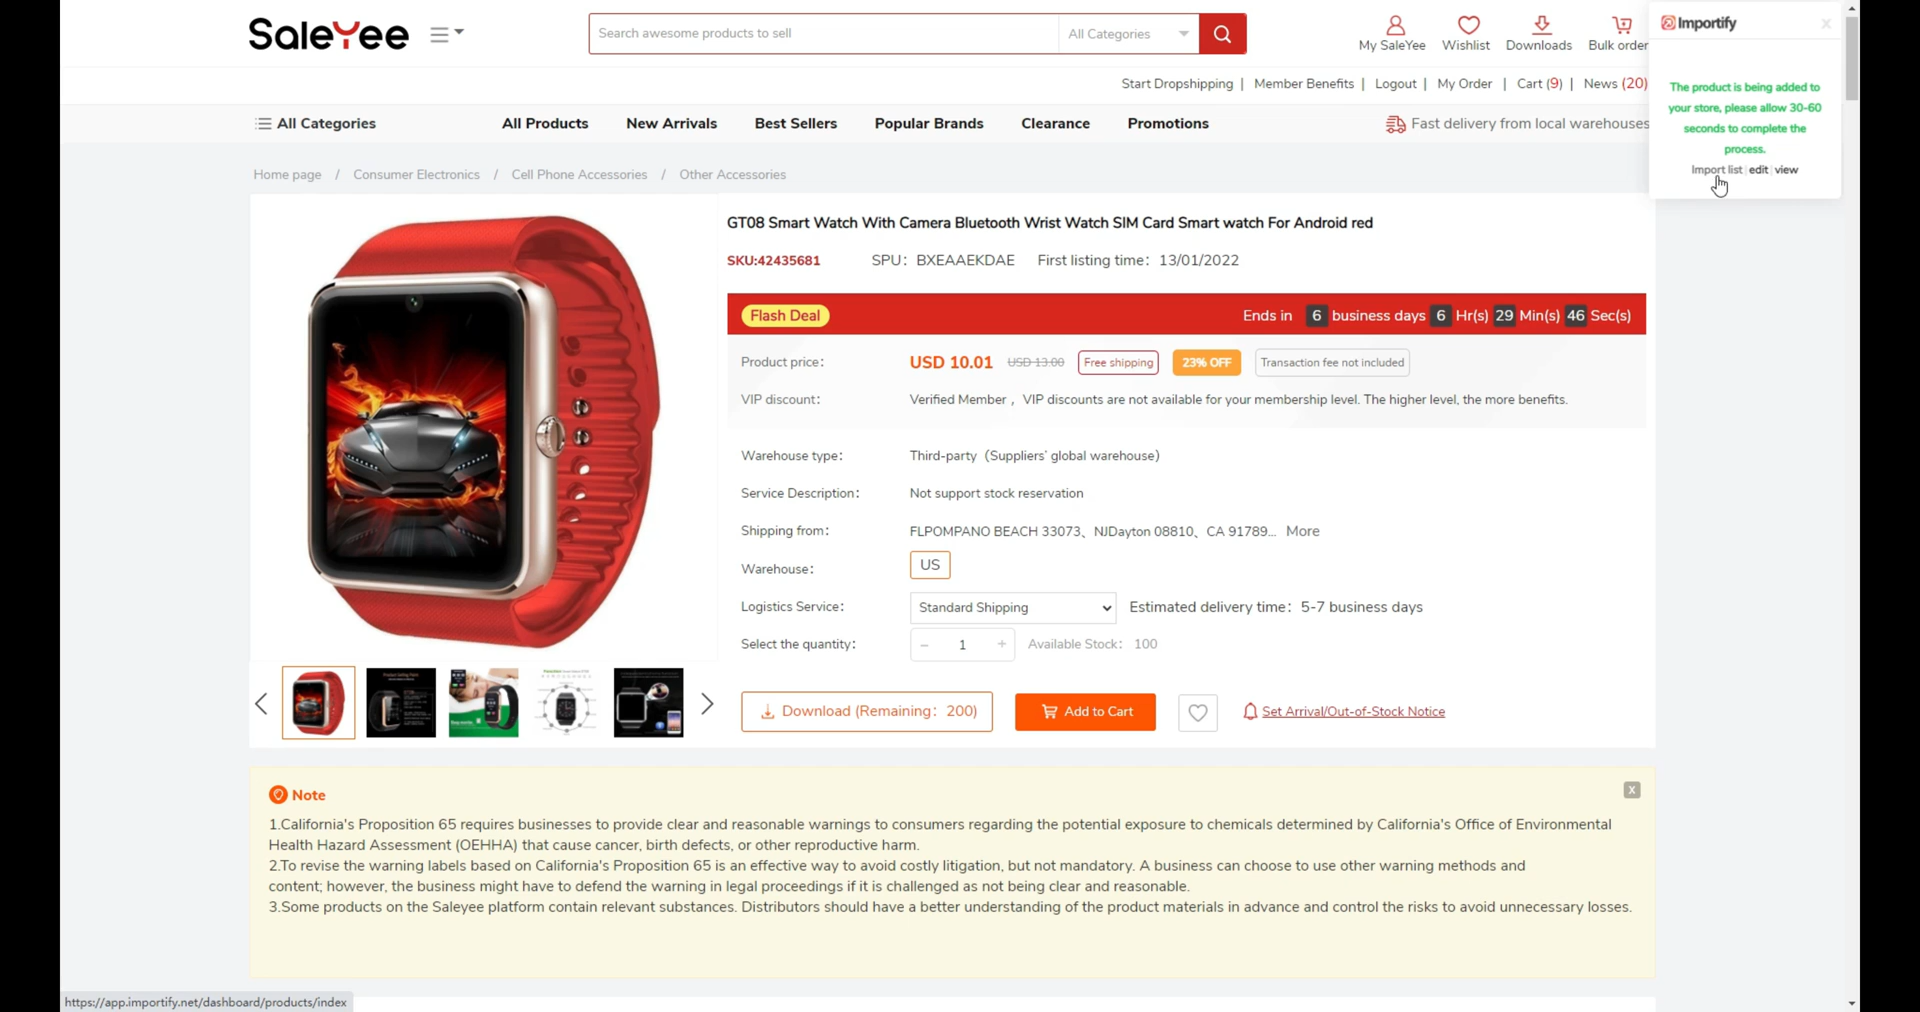 SaleYee
Search awesome products to sell
All Categories
My SaleYee
Wishlist
Downloads
Bulk order
Importify
x
Start Dropshipping | Member Benefits | Logout | My Order | Cart (9) | News (20)
The product is being added to
your store, please allow 30-60
seconds to complete the
process.
Import list | edit | view
All Categories
All Products
New Arrivals
Best Sellers
Popular Brands
Clearance
Promotions
Fast delivery from local warehouses
Home page / Consumer Electronics / Cell Phone Accessories / Other Accessories
GT08 Smart Watch With Camera Bluetooth Wrist Watch SIM Card Smart watch For Android red
SKU:42435681 SPU： BXEAAEKDAE First listing time： 13/01/2022
Flash Deal
Ends in 6 business days 6 Hr(s) 29 Min(s) 46 Sec(s)
Product price： USD 10.01 USD 13.00 Free shipping 23% OFF Transaction fee not included
VIP discount： Verified Member， VIP discounts are not available for your membership level. The higher level, the more benefits.
Warehouse type： Third-party（Suppliers' global warehouse）
Service Description： Not support stock reservation
Shipping from： FLPOMPANO BEACH 33073、NJDayton 08810、CA 91789... More
Warehouse： US
Logistics Service： Standard Shipping Estimated delivery time：5-7 business days
Select the quantity： − 1 + Available Stock： 100
Download (Remaining： 200)
Add to Cart
Set Arrival/Out-of-Stock Notice
Note
X
1.California's Proposition 65 requires businesses to provide clear and reasonable warnings to consumers regarding the potential exposure to chemicals determined by California's Office of Environmental
Health Hazard Assessment (OEHHA) that cause cancer, birth defects, or other reproductive harm.
2.To revise the warning labels based on California's Proposition 65 is an effective way to avoid costly litigation, but not mandatory. A business can choose to use other warning methods and
content; however, the business might have to defend the warning in legal proceedings if it is challenged as not being clear and reasonable.
3.Some products on the Saleyee platform contain relevant substances. Distributors should have a better understanding of the product materials in advance and control the risks to avoid unnecessary losses.
https://app.importify.net/dashboard/products/index